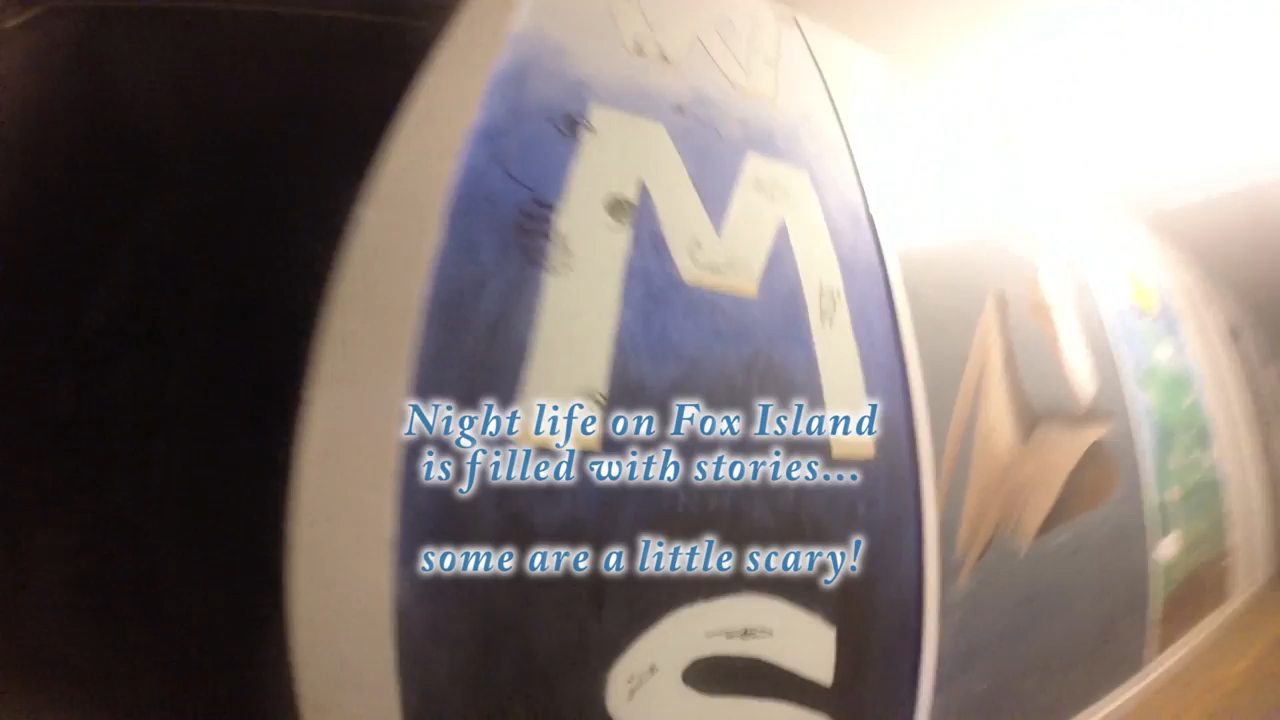 M
Night life on Fox Island
is filled with stories...
some are a little scary!
S